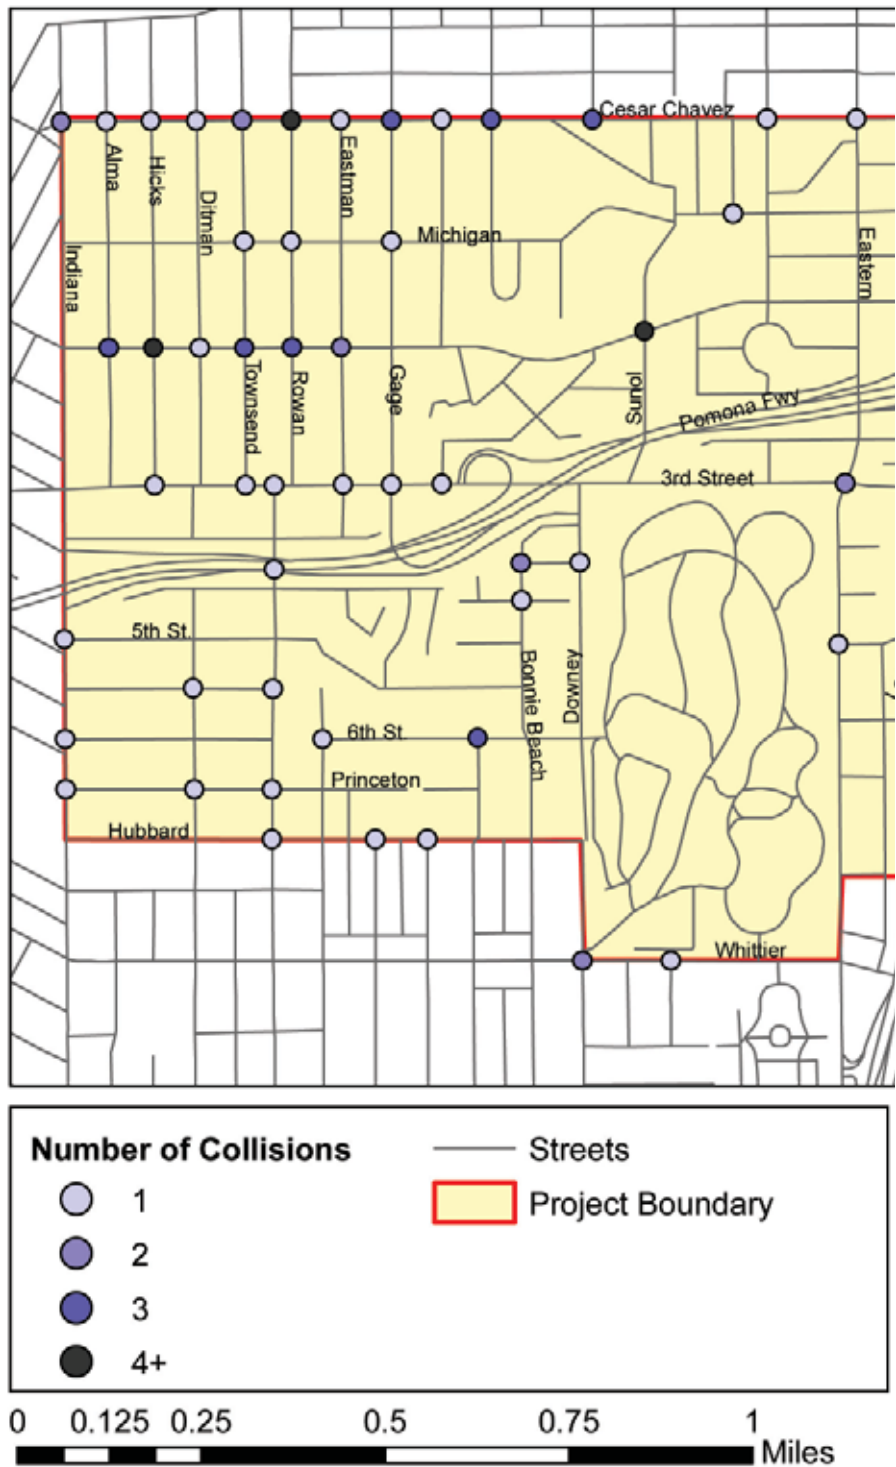 Cesar Chavez
Alma
Hicks
Ditman
Eastman
Michigan
Eastern
Indiana
Townsend
Rowan
Gage
Sunol
Pomona Fwy
3rd Street
5th St.
Bonnie Beach
Downey
6th St.
Princeton
Hubbard
Whittier
Number of Collisions
1
2
3
4+
Streets
Project Boundary
0 0.125 0.25 0.5 0.75 1
Miles